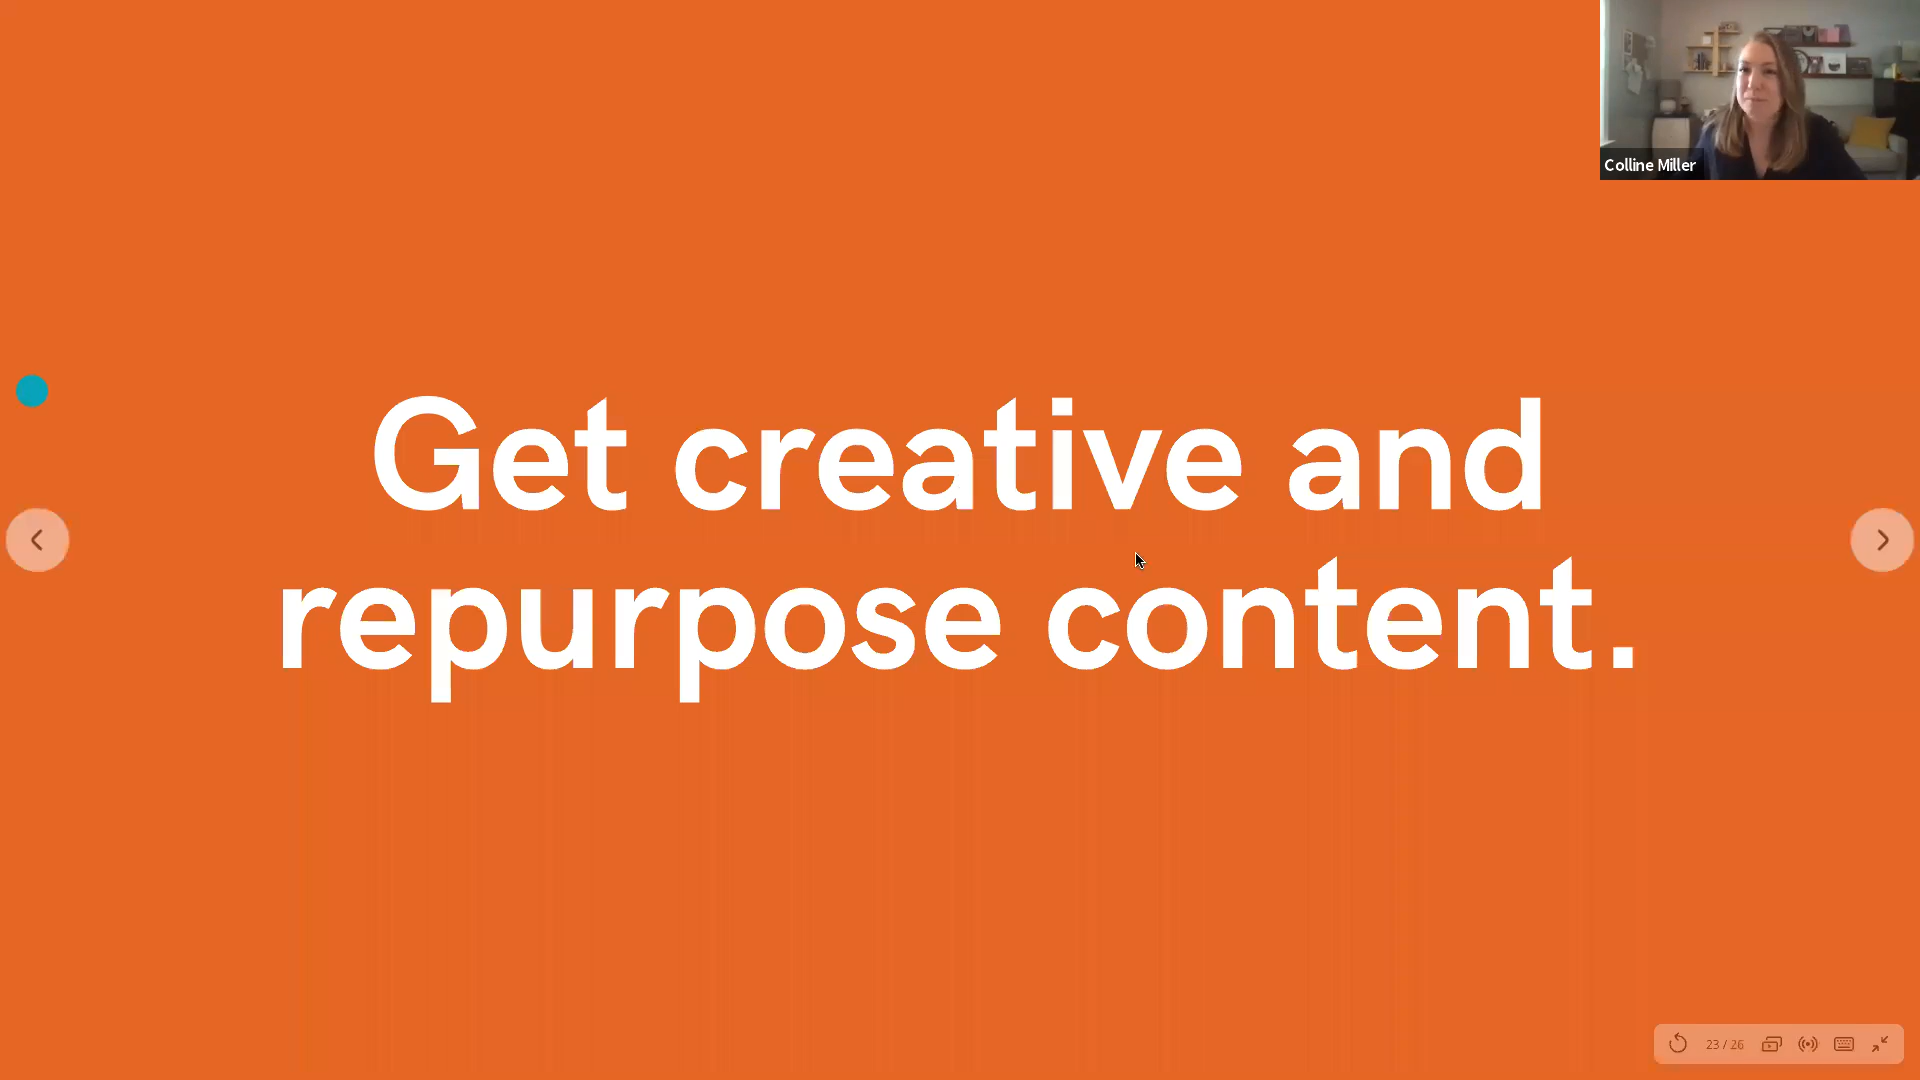 Colline Miller
Get creative and
repurpose content.
23 / 26